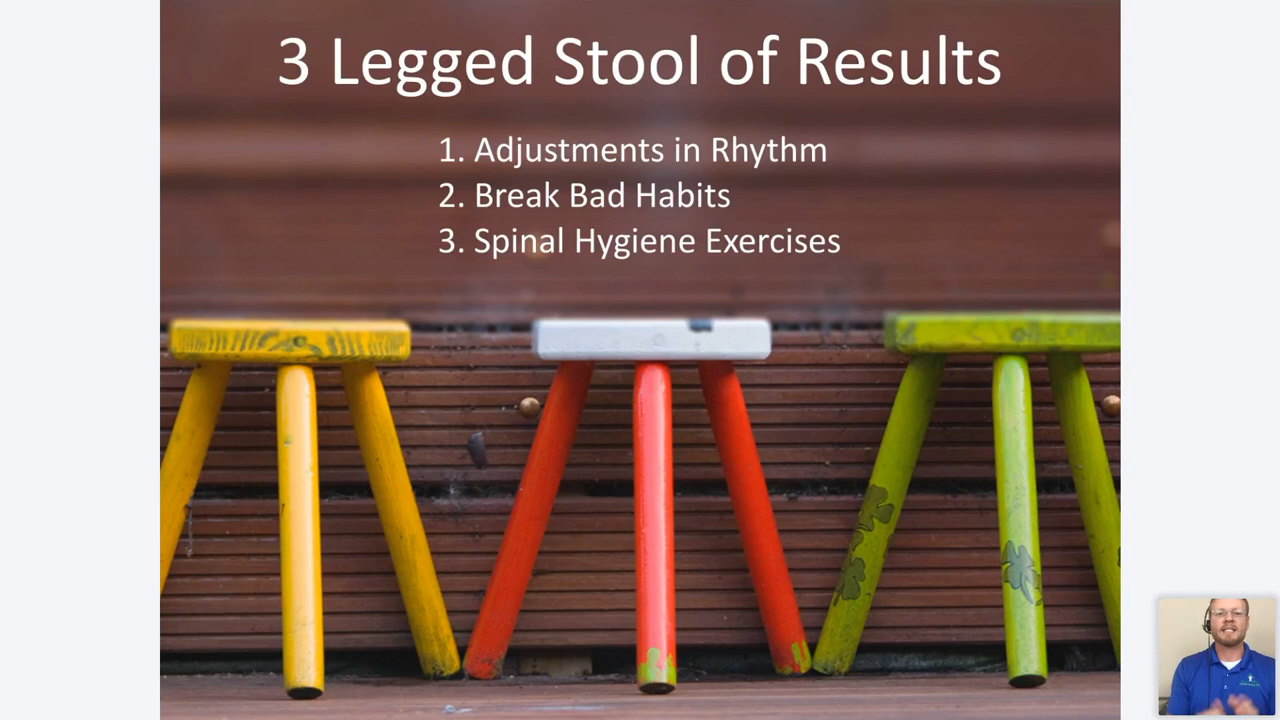 3 Legged Stool of Results
1. Adjustments in Rhythm
2. Break Bad Habits
3. Spinal Hygiene Exercises